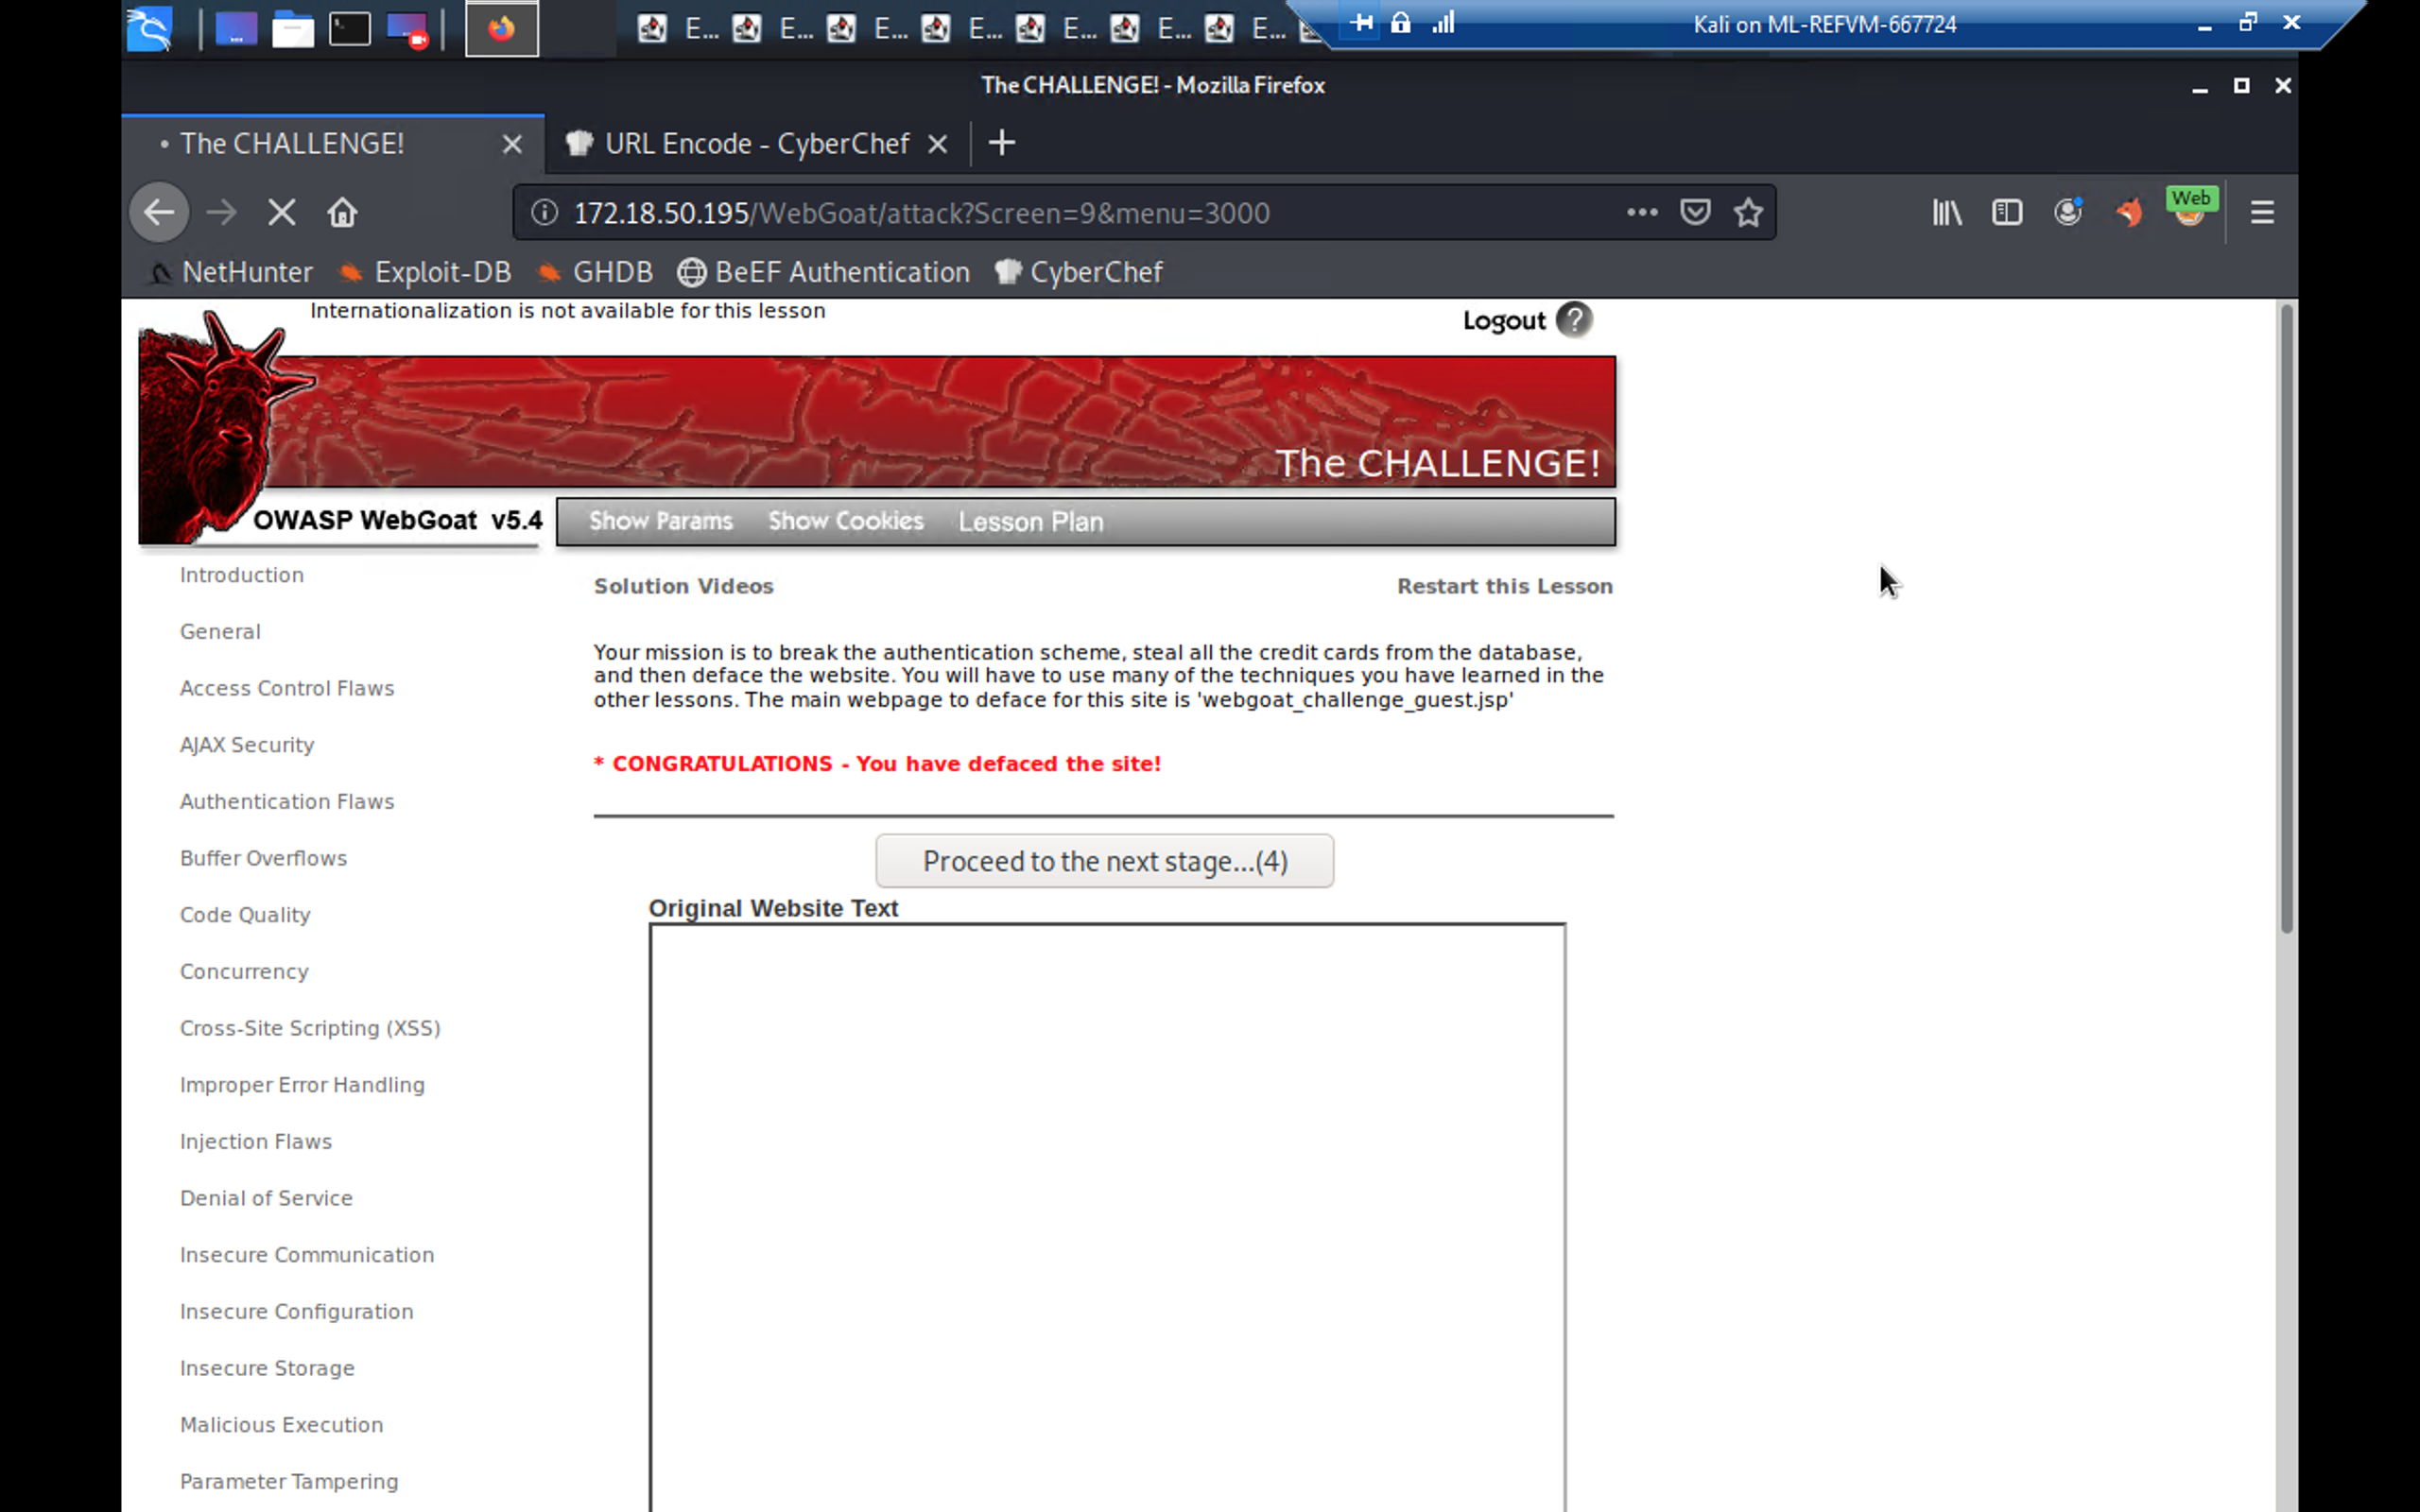 E... E... E... E... E... E... E...
Kali on ML-REFVM-667724
The CHALLENGE! - Mozilla Firefox
• The CHALLENGE!
URL Encode - CyberChef
172.18.50.195/WebGoat/attack?Screen=9&menu=3000
Web
NetHunter Exploit-DB GHDB BeEF Authentication CyberChef
Internationalization is not available for this lesson
Logout ?
The CHALLENGE!
OWASP WebGoat v5.4
Show Params Show Cookies Lesson Plan
Introduction
General
Access Control Flaws
AJAX Security
Authentication Flaws
Buffer Overflows
Code Quality
Concurrency
Cross-Site Scripting (XSS)
Improper Error Handling
Injection Flaws
Denial of Service
Insecure Communication
Insecure Configuration
Insecure Storage
Malicious Execution
Parameter Tampering
Solution Videos
Restart this Lesson
Your mission is to break the authentication scheme, steal all the credit cards from the database,
and then deface the website. You will have to use many of the techniques you have learned in the
other lessons. The main webpage to deface for this site is 'webgoat_challenge_guest.jsp'
* CONGRATULATIONS - You have defaced the site!
Proceed to the next stage...(4)
Original Website Text